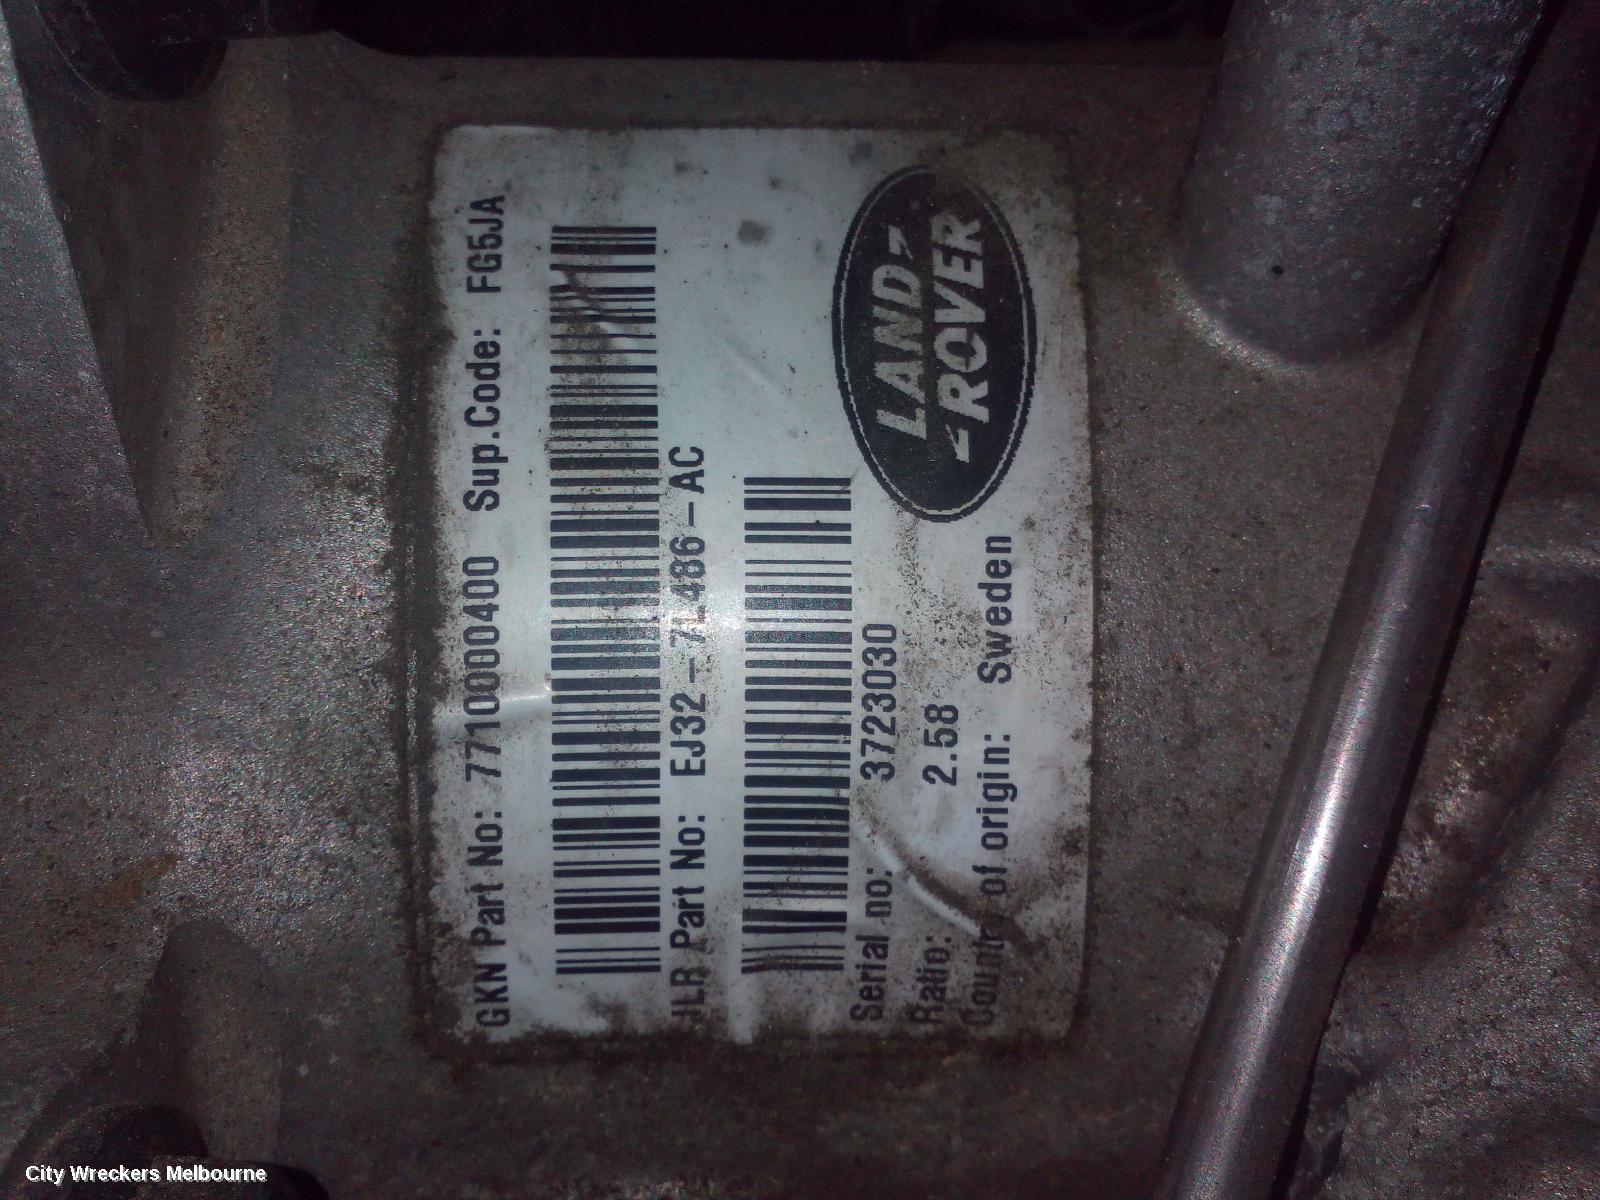 GKN Part No: 7710000400 Sup.Code: FG5JA
JLR Part No: EJ32-7L486-AC
Serial no: 3723030
Ratio: 2.58
Country of origin: Sweden
LAND
ROVER
City Wreckers Melbourne